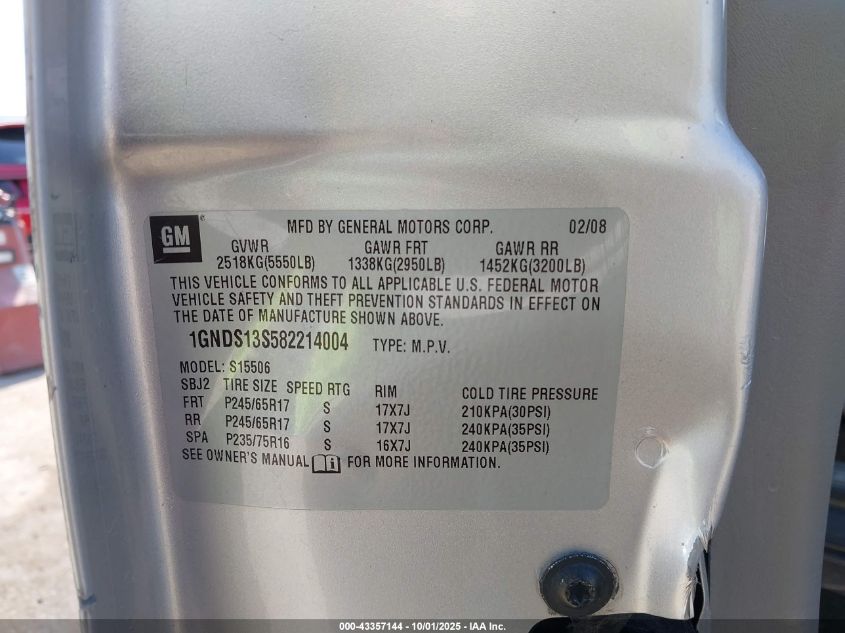 GM
MFD BY GENERAL MOTORS CORP. 02/08
GVWR GAWR FRT GAWR RR
2518KG(5550LB) 1338KG(2950LB) 1452KG(3200LB)
THIS VEHICLE CONFORMS TO ALL APPLICABLE U.S. FEDERAL MOTOR
VEHICLE SAFETY AND THEFT PREVENTION STANDARDS IN EFFECT ON
THE DATE OF MANUFACTURE SHOWN ABOVE.
1GNDS13S582214004 TYPE: M.P.V.
MODEL: S15506
SBJ2 TIRE SIZE SPEED RTG RIM COLD TIRE PRESSURE
FRT P245/65R17 S 17X7J 210KPA(30PSI)
RR P245/65R17 S 17X7J 240KPA(35PSI)
SPA P235/75R16 S 16X7J 240KPA(35PSI)
SEE OWNER'S MANUAL FOR MORE INFORMATION.
000-43357144 - 10/01/2025 - IAA Inc.